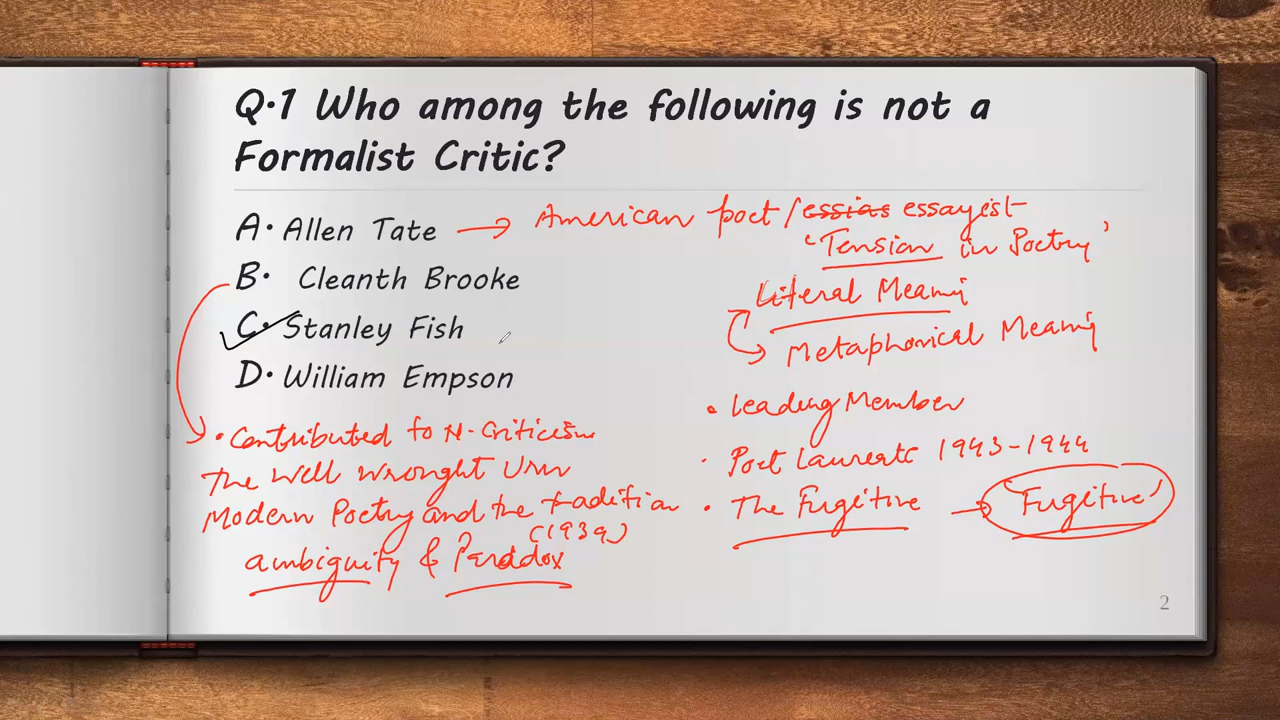 Q.1 Who among the following is not a
Formalist Critic?
A. Allen Tate → American poet / essias essayist
'Tension in Poetry'
B. Cleanth Brooke
Literal Meaning
C. Stanley Fish
Metaphorical Meaning
D. William Empson
• Leading Member
• Poet Laureate 1943-1944
• The Fugitive → 'Fugitive'
• Contributed to N-Criticism
The Well Wrought Urn
Modern Poetry and the tradition
(1939)
ambiguity & Paradox
2